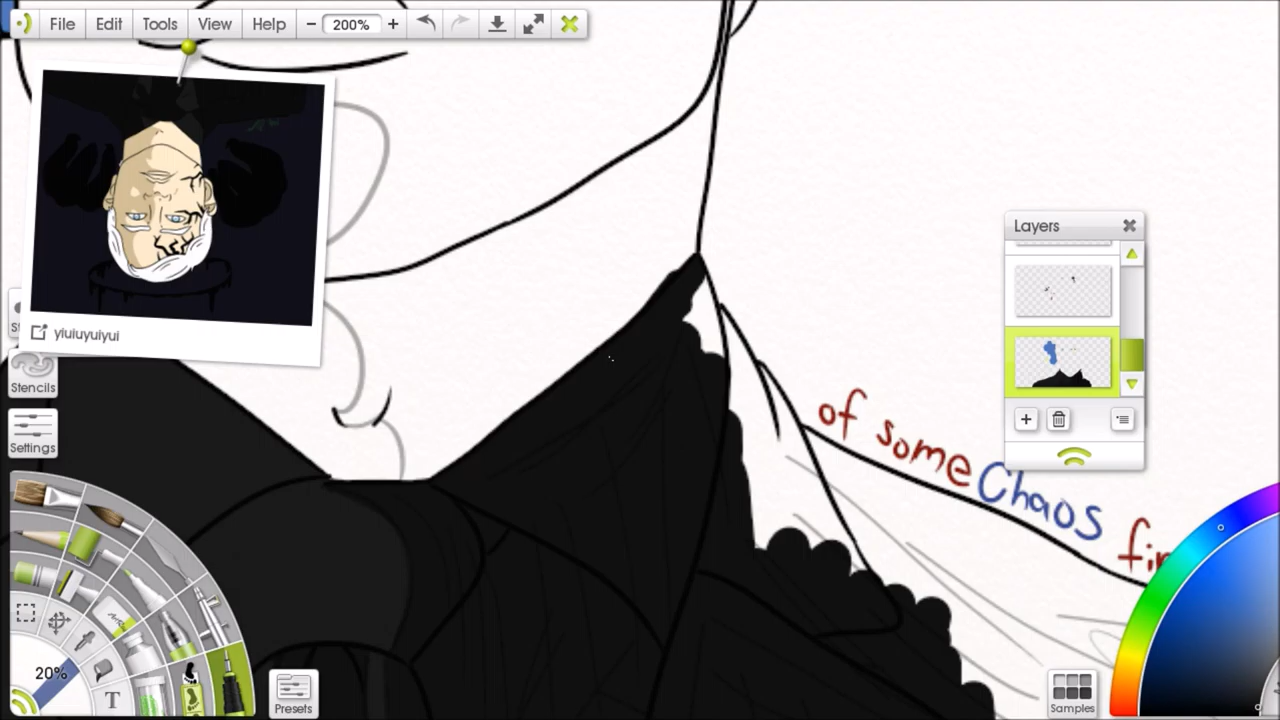 File Edit Tools View Help − 200% +
yiuiuyuiyui
Stencils
Settings
20%
T
Presets
Layers
of some Chaos
Samples